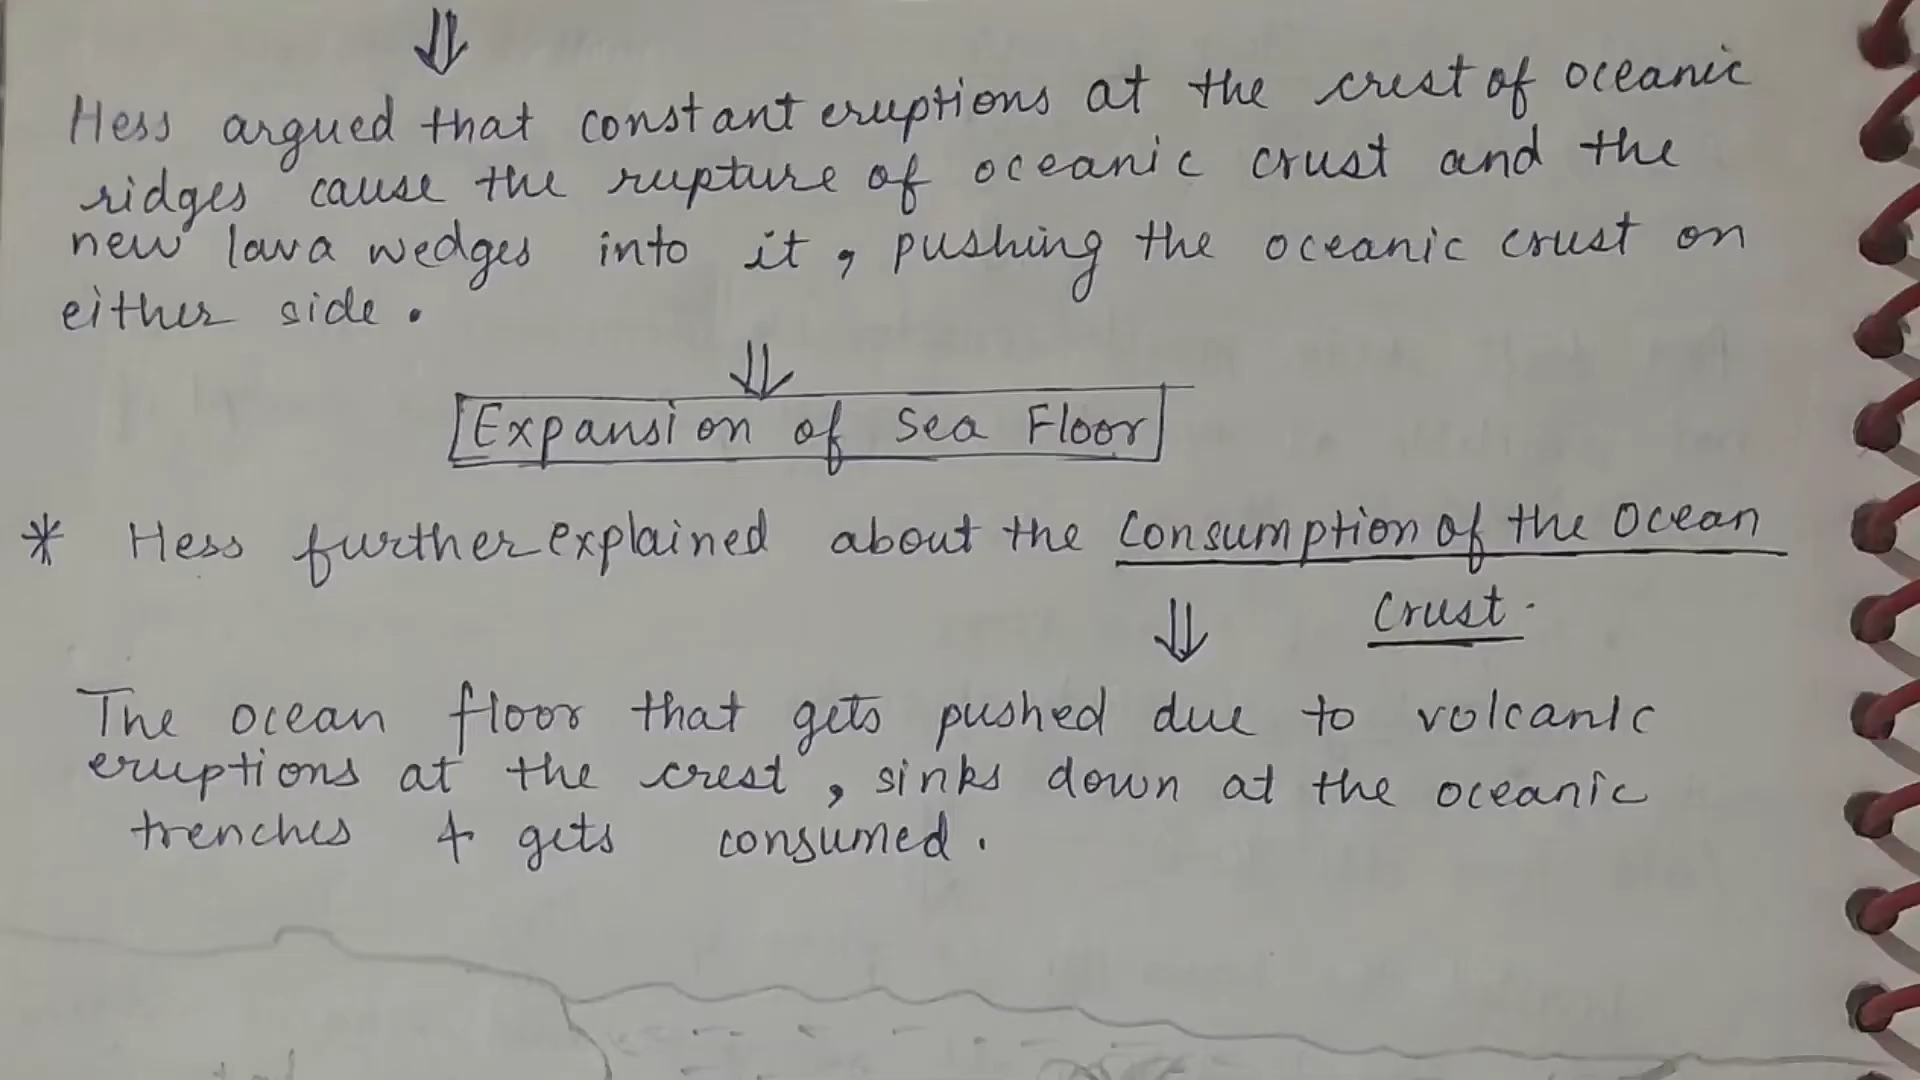 ⇓
Hess argued that constant eruptions at the crest of oceanic
ridges cause the rupture of oceanic crust and the
new lava wedges into it, pushing the oceanic crust on
either side.
⇓
Expansion of Sea Floor
* Hess further explained about the Consumption of the Ocean
Crust.
⇓
The ocean floor that gets pushed due to volcanic
eruptions at the crest, sinks down at the oceanic
trenches & gets consumed.